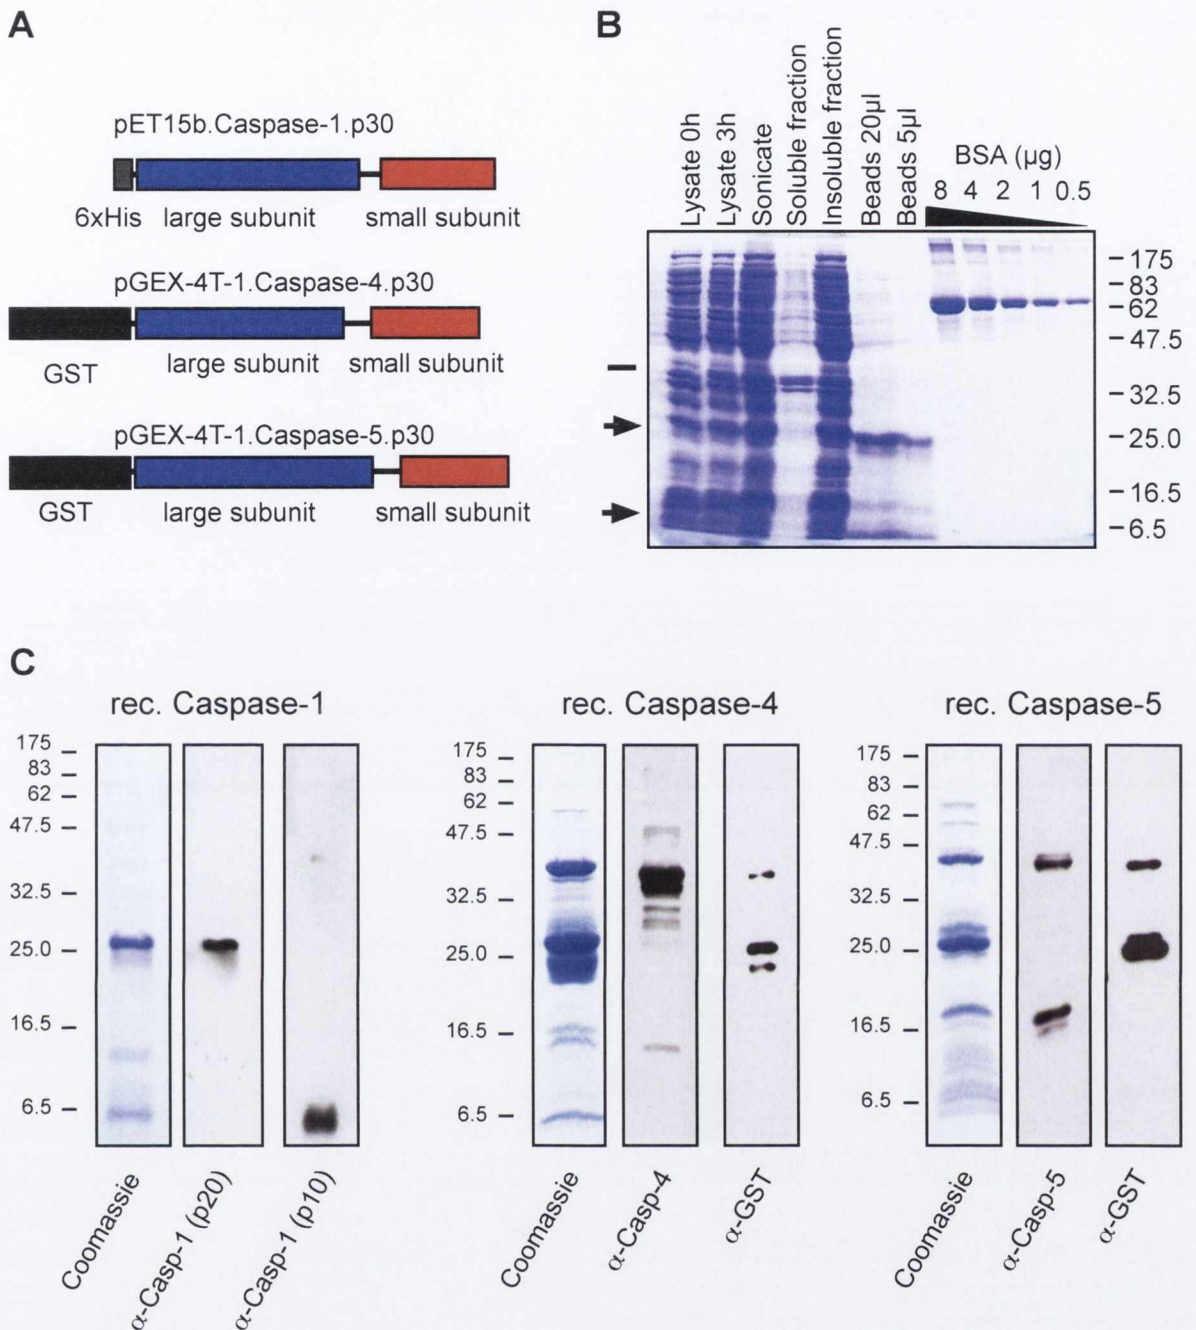 A
pET15b.Caspase-1.p30
6xHis large subunit small subunit
pGEX-4T-1.Caspase-4.p30
GST large subunit small subunit
pGEX-4T-1.Caspase-5.p30
GST large subunit small subunit
B
Lysate 0h
Lysate 3h
Sonicate
Soluble fraction
Insoluble fraction
Beads 20µl
Beads 5µl
BSA (µg)
8 4 2 1 0.5
175
83
62
47.5
32.5
25.0
16.5
6.5
C
rec. Caspase-1
175
83
62
47.5
32.5
25.0
16.5
6.5
Coomassie
α-Casp-1 (p20)
α-Casp-1 (p10)
rec. Caspase-4
175
83
62
47.5
32.5
25.0
16.5
6.5
Coomassie
α-Casp-4
α-GST
rec. Caspase-5
175
83
62
47.5
32.5
25.0
16.5
6.5
Coomassie
α-Casp-5
α-GST